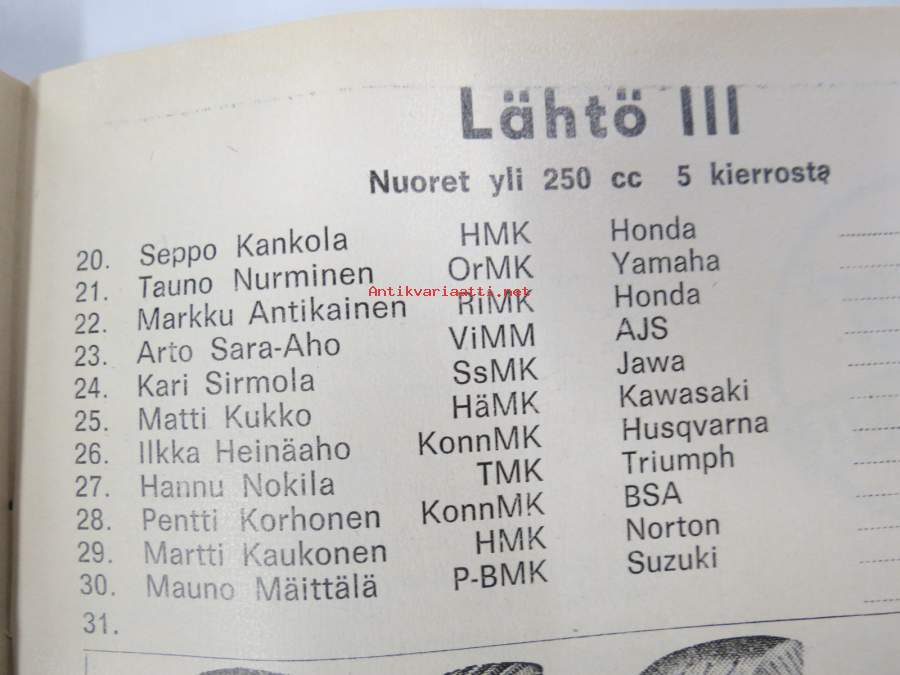 Lähtö III
Nuoret yli 250 cc 5 kierrosta
20. Seppo Kankola HMK Honda
21. Tauno Nurminen OrMK Yamaha
Antikvariaatti.net
22. Markku Antikainen RiMK Honda
23. Arto Sara-Aho ViMM AJS
24. Kari Sirmola SsMK Jawa
25. Matti Kukko HäMK Kawasaki
26. Ilkka Heinäaho KonnMK Husqvarna
27. Hannu Nokila TMK Triumph
28. Pentti Korhonen KonnMK BSA
29. Martti Kaukonen HMK Norton
30. Mauno Mäittälä P-BMK Suzuki
31.